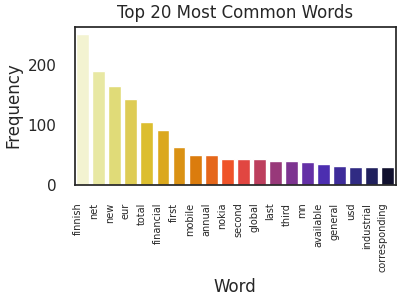 Top 20 Most Common Words
Frequency
200
100
0
finnish
net
new
eur
total
financial
first
mobile
annual
nokia
second
global
last
third
mn
available
general
usd
industrial
corresponding
Word